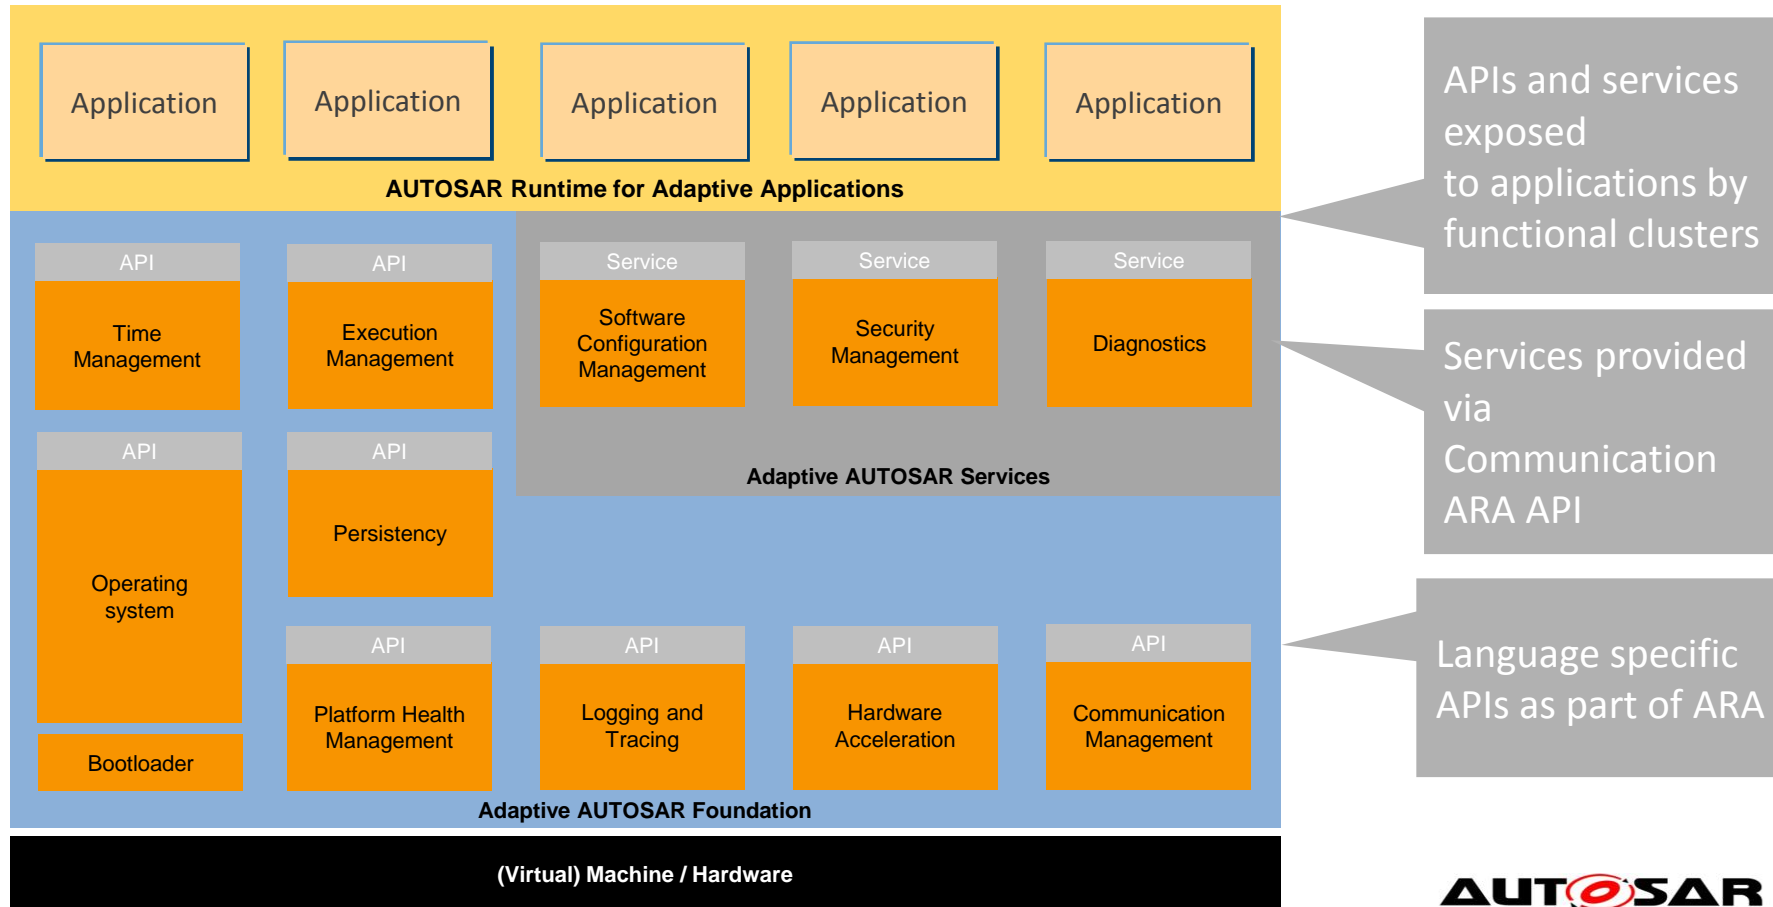 Application
Application
Application
Application
Application
AUTOSAR Runtime for Adaptive Applications
API
Time
Management
API
Execution
Management
Service
Software
Configuration
Management
Service
Security
Management
Service
Diagnostics
Adaptive AUTOSAR Services
API
Operating
system
API
Persistency
Bootloader
API
Platform Health
Management
API
Logging and
Tracing
API
Hardware
Acceleration
API
Communication
Management
Adaptive AUTOSAR Foundation
(Virtual) Machine / Hardware
APIs and services
exposed
to applications by
functional clusters
Services provided
via
Communication
ARA API
Language specific
APIs as part of ARA
AUTOSAR